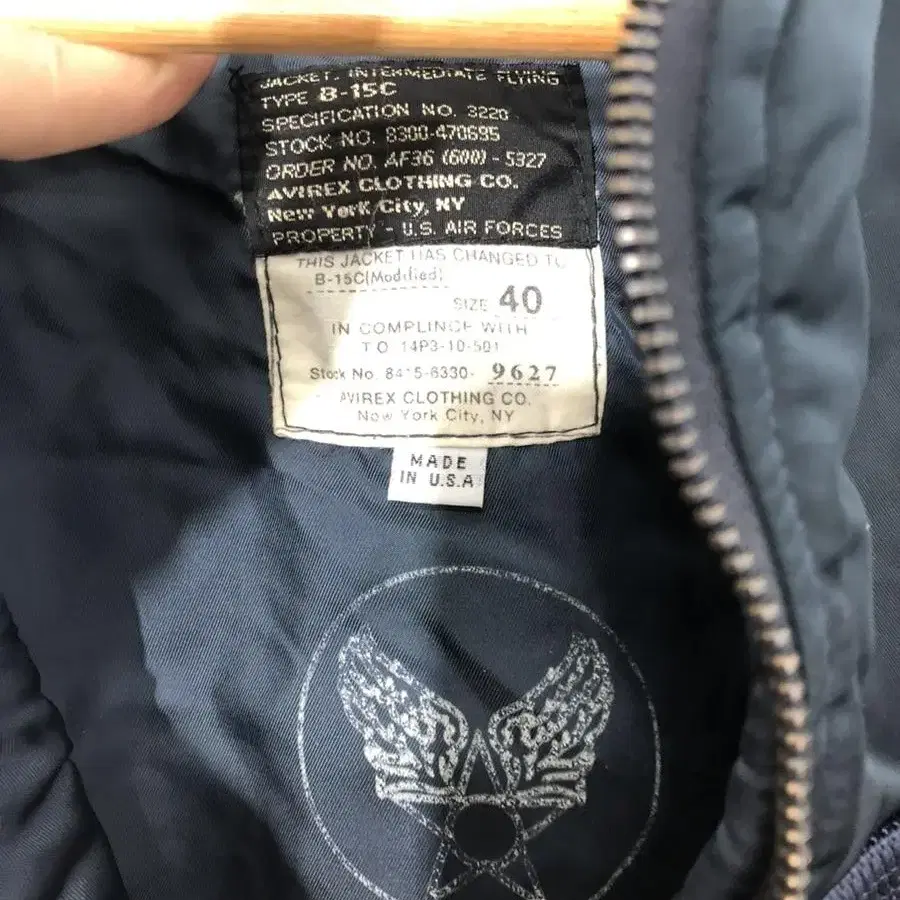 JACKET, INTERMEDIATE FLYING
TYPE B-15C
SPECIFICATION NO. 3220
STOCK NO. 8300-470695
ORDER NO. AF36 (600) - 5327
AVIREX CLOTHING CO.
New York City, NY
PROPERTY - U.S. AIR FORCES
THIS JACKET HAS CHANGED TO
B-15C(Modified)
SIZE 40
IN COMPLINCE WITH
T O 14P3-10-501
Stock No. 8415-6330- 9627
AVIREX CLOTHING CO.
New York City, NY
MADE
IN U.S.A